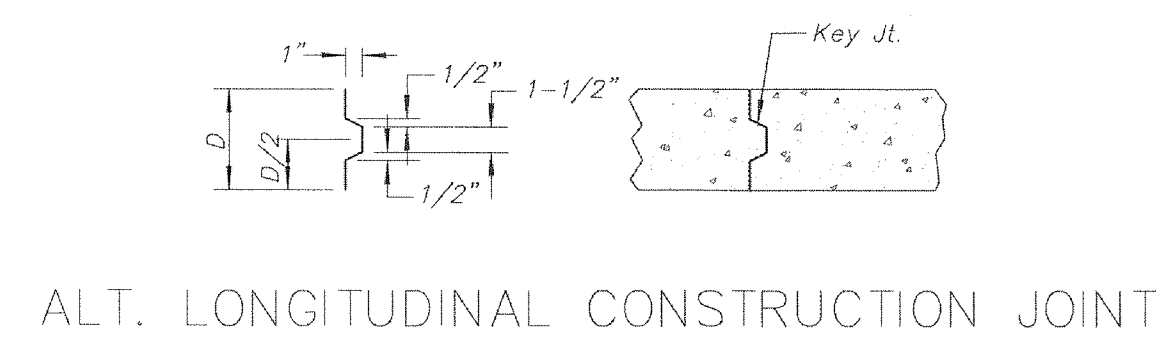 Key Jt.
1"
1/2"
1-1/2"
D
D/2
1/2"
ALT. LONGITUDINAL CONSTRUCTION JOINT